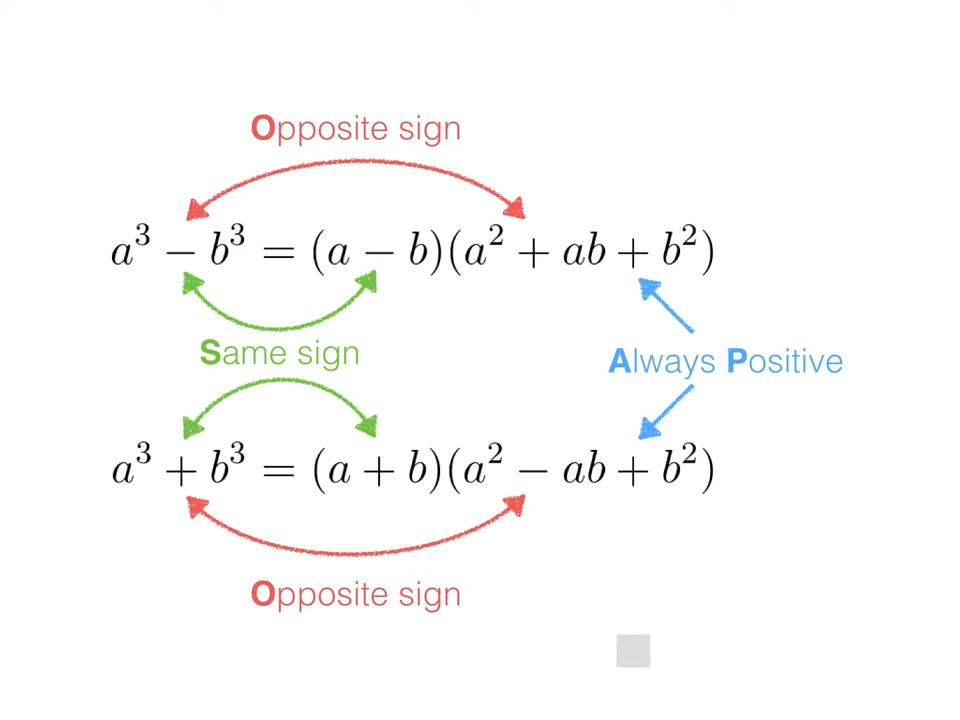 Opposite sign
a³ − b³ = (a − b)(a² + ab + b²)
Same sign
Always Positive
a³ + b³ = (a + b)(a² − ab + b²)
Opposite sign